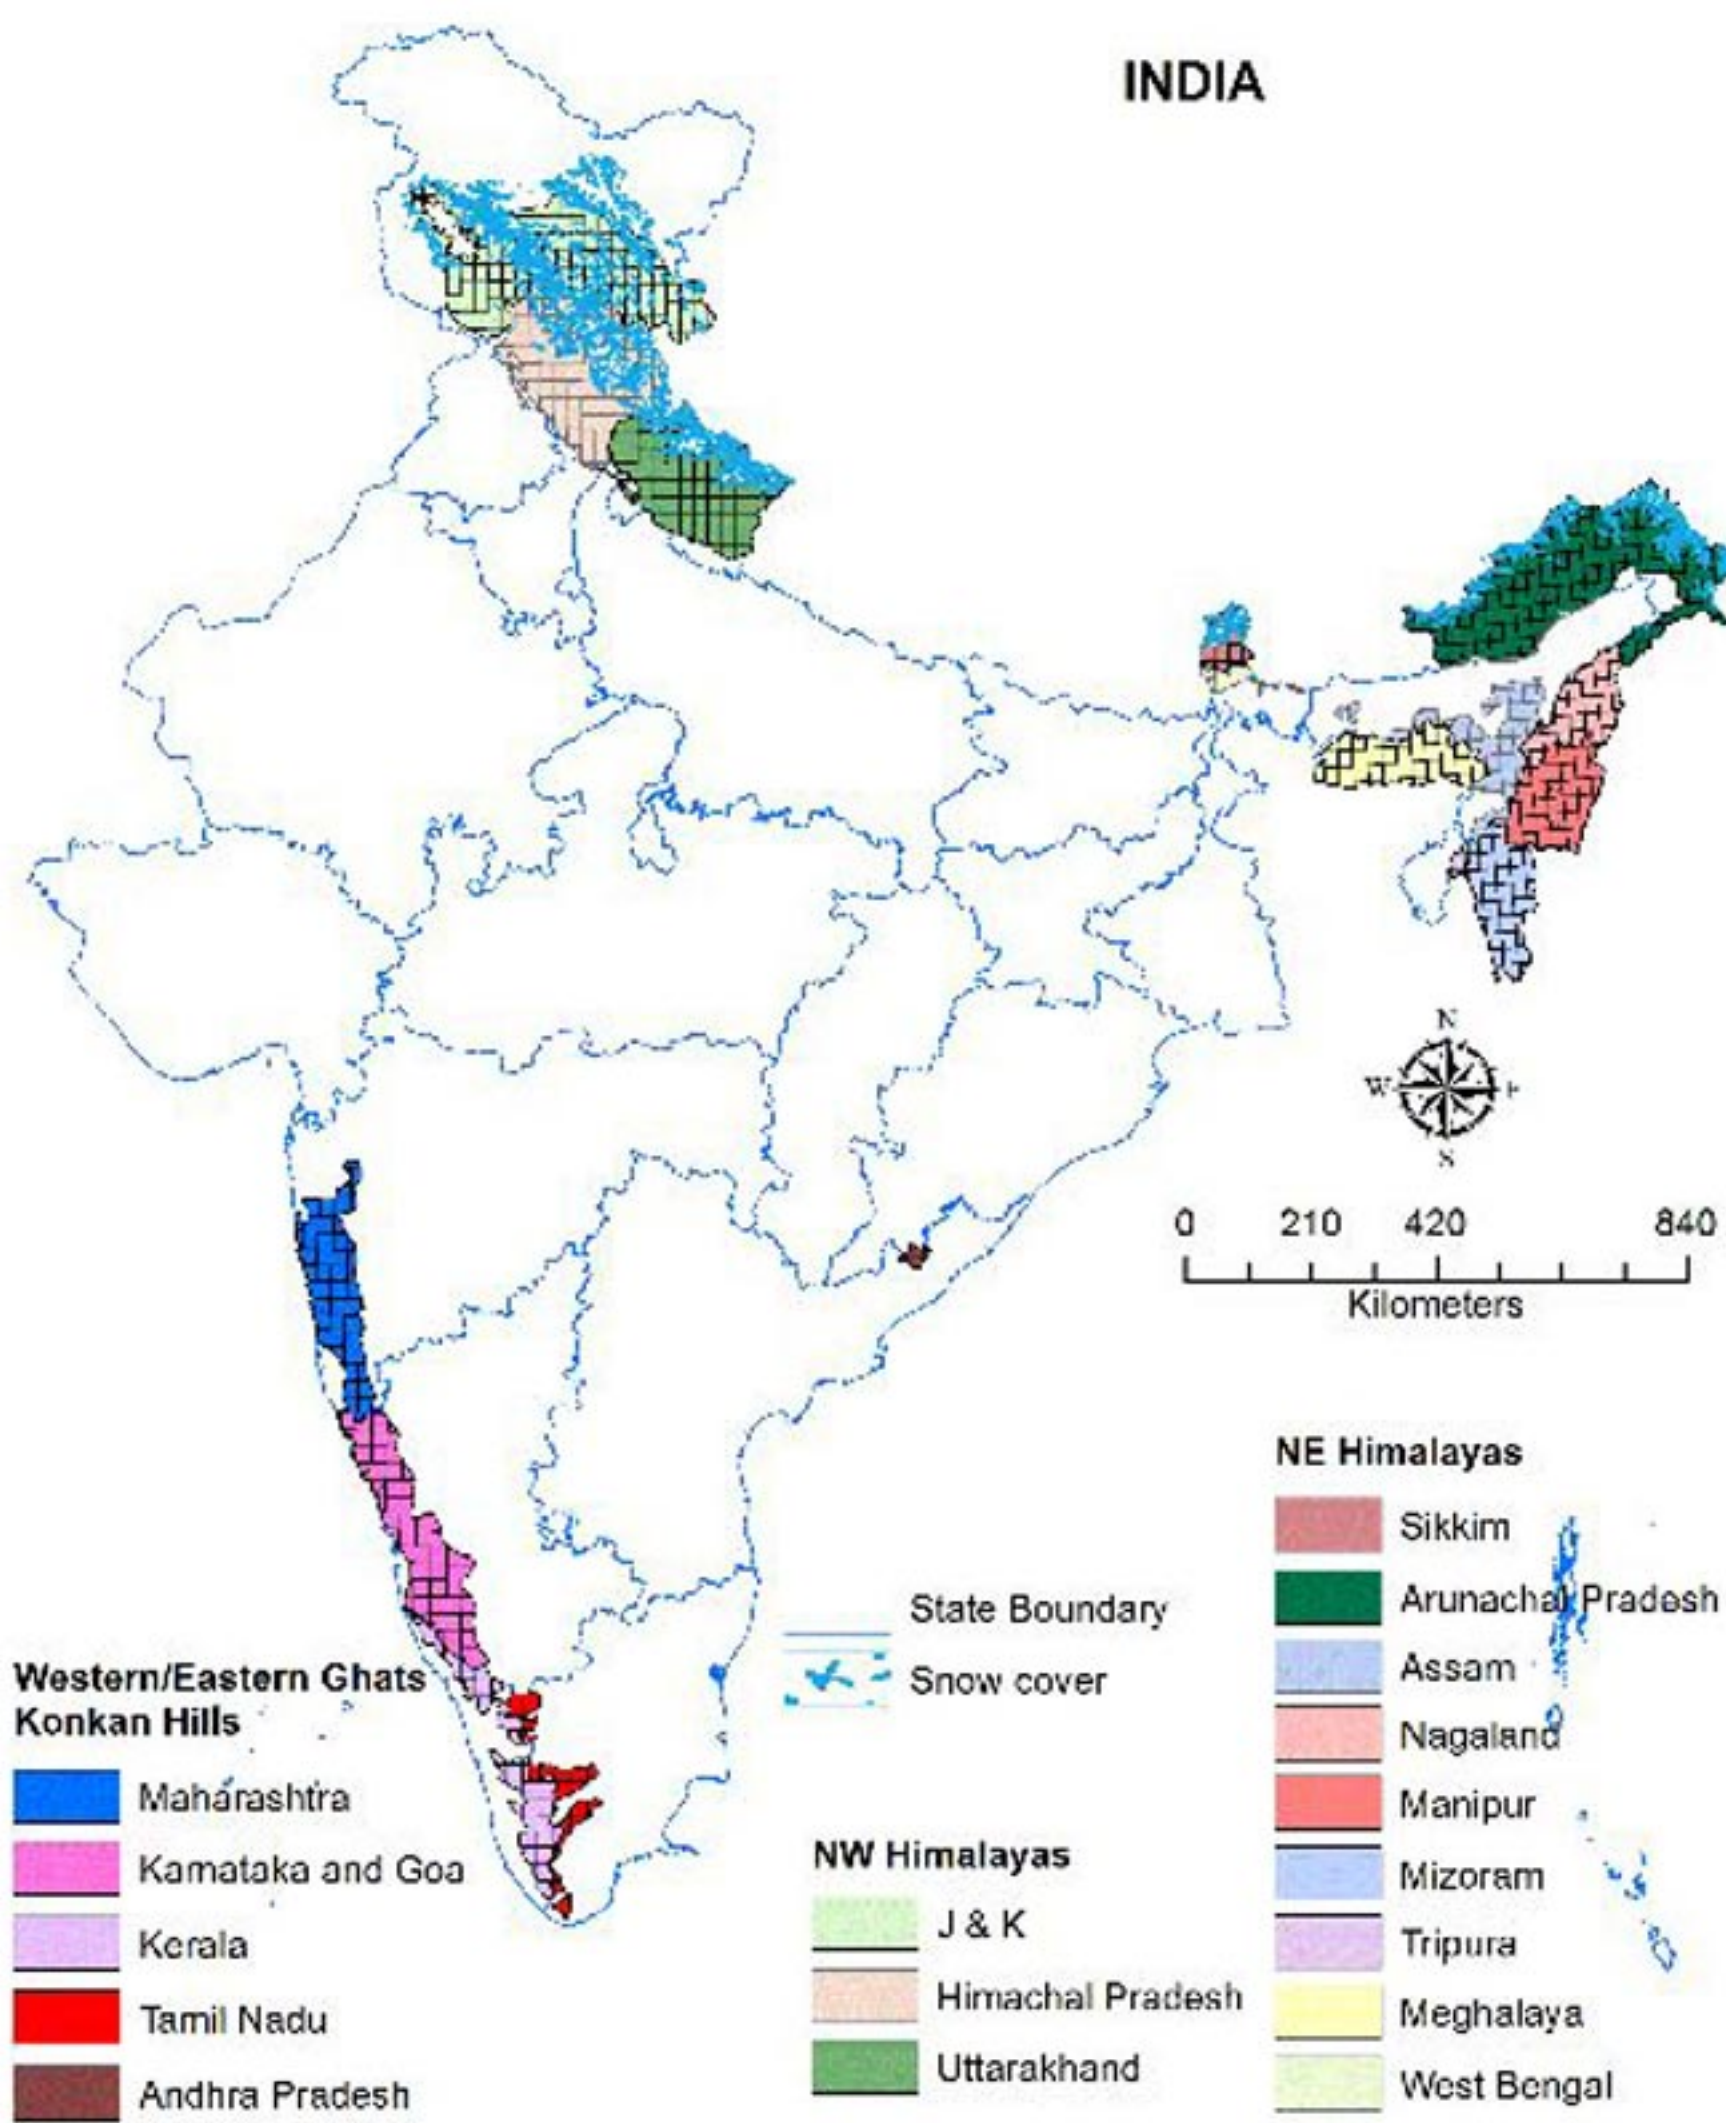 INDIA
N
W
E
S
0 210 420 840
Kilometers
Western/Eastern Ghats
Konkan Hills
Maharashtra
Karnataka and Goa
Kerala
Tamil Nadu
Andhra Pradesh
State Boundary
Snow cover
NW Himalayas
J & K
Himachal Pradesh
Uttarakhand
NE Himalayas
Sikkim
Arunachal Pradesh
Assam
Nagaland
Manipur
Mizoram
Tripura
Meghalaya
West Bengal